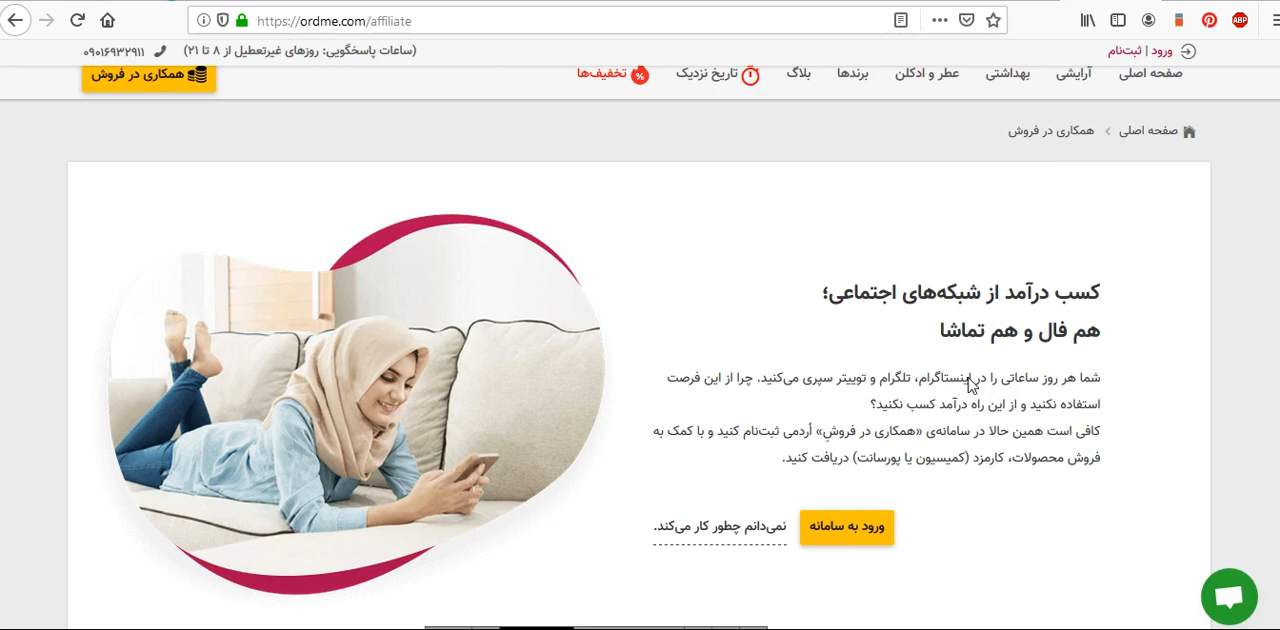 https://ordme.com/affiliate
ABP
ورود | ثبت‌نام
(ساعات پاسخگویی: روزهای غیرتعطیل از ۸ تا ۲۱)
۰۹۰۱۶۹۳۲۹۱۱
صفحه اصلی
آرایشی
بهداشتی
عطر و ادکلن
برندها
بلاگ
تاریخ نزدیک
% تخفیف‌ها
همکاری در فروش
صفحه اصلی > همکاری در فروش
کسب درآمد از شبکه‌های اجتماعی؛
هم فال و هم تماشا
شما هر روز ساعاتی را در اینستاگرام، تلگرام و توییتر سپری می‌کنید. چرا از این فرصت
استفاده نکنید و از این راه درآمد کسب نکنید؟
کافی است همین حالا در سامانه‌ی «همکاری در فروشِ» اُردمی ثبت‌نام کنید و با کمک به
فروش محصولات، کارمزد (کمیسیون یا پورسانت) دریافت کنید.
ورود به سامانه
نمی‌دانم چطور کار می‌کند.